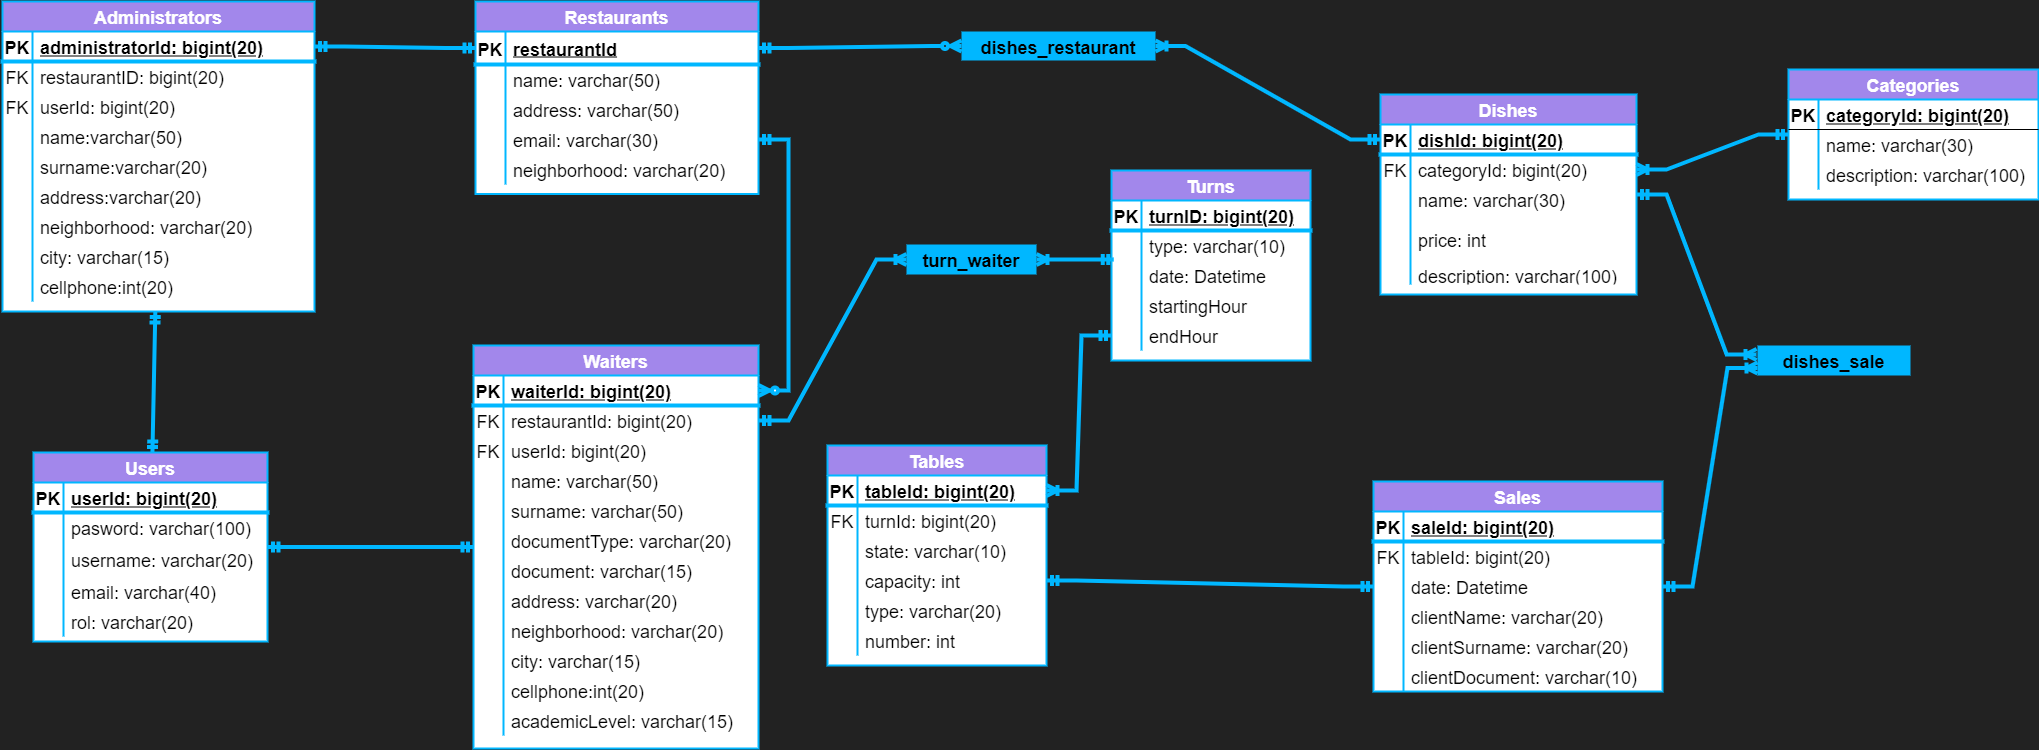 Administrators
PK administratorId: bigint(20)
FK restaurantID: bigint(20)
FK userId: bigint(20)
name:varchar(50)
surname:varchar(20)
address:varchar(20)
neighborhood: varchar(20)
city: varchar(15)
cellphone:int(20)
Restaurants
PK restaurantId
name: varchar(50)
address: varchar(50)
email: varchar(30)
neighborhood: varchar(20)
dishes_restaurant
Dishes
PK dishId: bigint(20)
FK categoryId: bigint(20)
name: varchar(30)
price: int
description: varchar(100)
Categories
PK categoryId: bigint(20)
name: varchar(30)
description: varchar(100)
Turns
PK turnID: bigint(20)
type: varchar(10)
date: Datetime
startingHour
endHour
turn_waiter
Users
PK userId: bigint(20)
pasword: varchar(100)
username: varchar(20)
email: varchar(40)
rol: varchar(20)
Waiters
PK waiterId: bigint(20)
FK restaurantId: bigint(20)
FK userId: bigint(20)
name: varchar(50)
surname: varchar(50)
documentType: varchar(20)
document: varchar(15)
address: varchar(20)
neighborhood: varchar(20)
city: varchar(15)
cellphone:int(20)
academicLevel: varchar(15)
Tables
PK tableId: bigint(20)
FK turnId: bigint(20)
state: varchar(10)
capacity: int
type: varchar(20)
number: int
dishes_sale
Sales
PK saleId: bigint(20)
FK tableId: bigint(20)
date: Datetime
clientName: varchar(20)
clientSurname: varchar(20)
clientDocument: varchar(10)